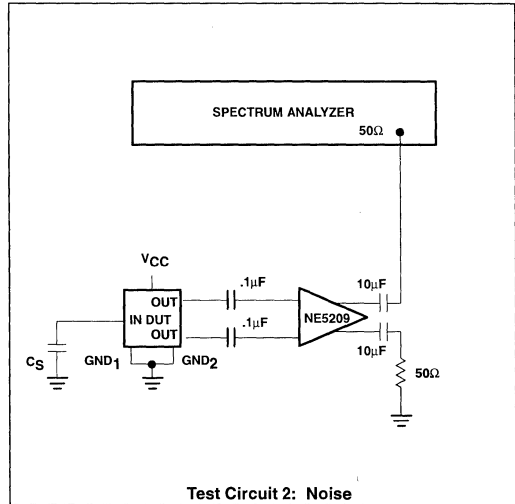 SPECTRUM ANALYZER
50Ω
VCC
.1μF
10μF
OUT
IN DUT
NE5209
OUT
.1μF
10μF
CS
GND1
GND2
50Ω
Test Circuit 2: Noise